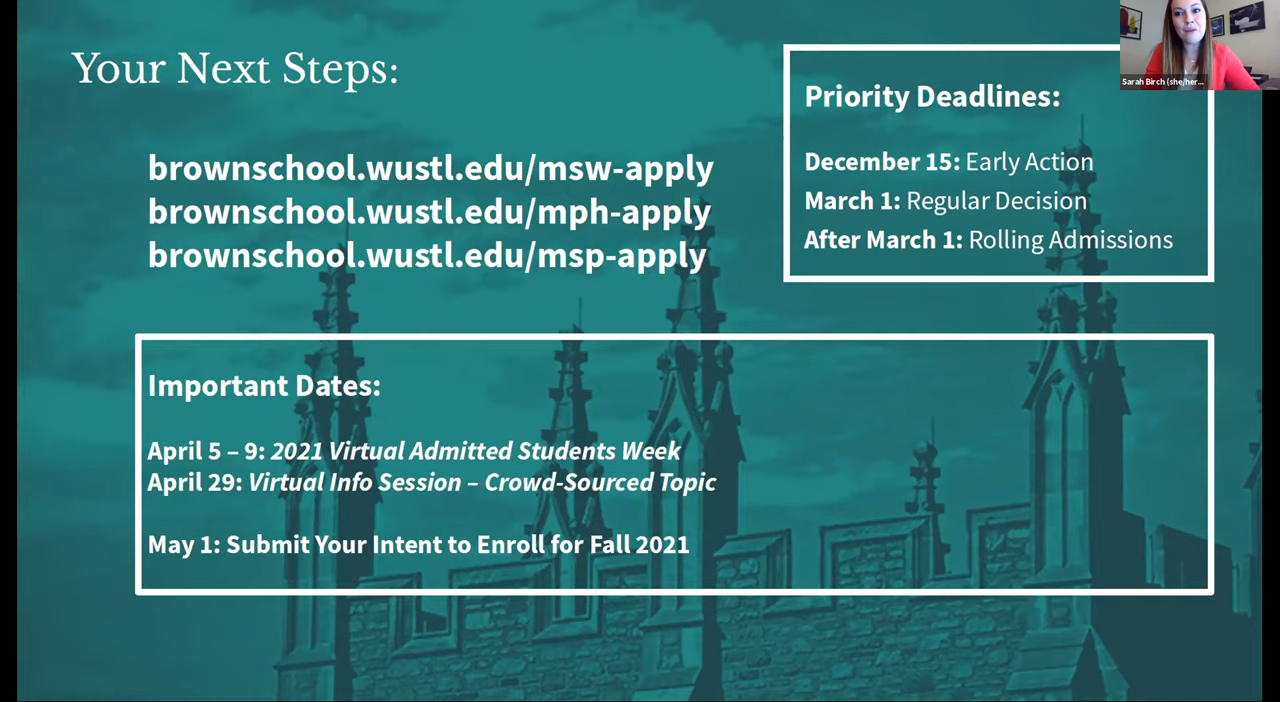 Your Next Steps:
brownschool.wustl.edu/msw-apply
brownschool.wustl.edu/mph-apply
brownschool.wustl.edu/msp-apply
Priority Deadlines:
December 15: Early Action
March 1: Regular Decision
After March 1: Rolling Admissions
Sarah Birch (she/her...
Important Dates:
April 5 – 9: 2021 Virtual Admitted Students Week
April 29: Virtual Info Session – Crowd-Sourced Topic
May 1: Submit Your Intent to Enroll for Fall 2021